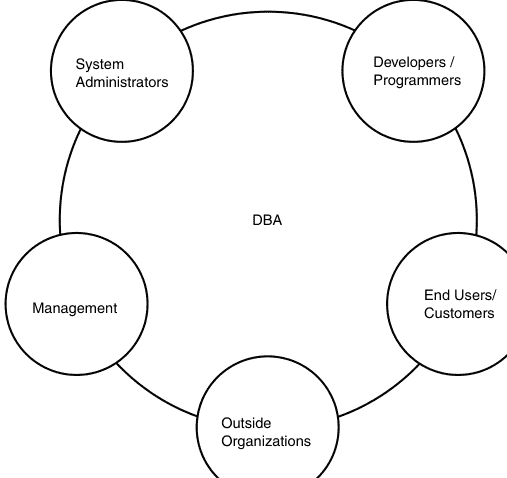 System
Administrators
Developers /
Programmers
DBA
Management
End Users/
Customers
Outside
Organizations